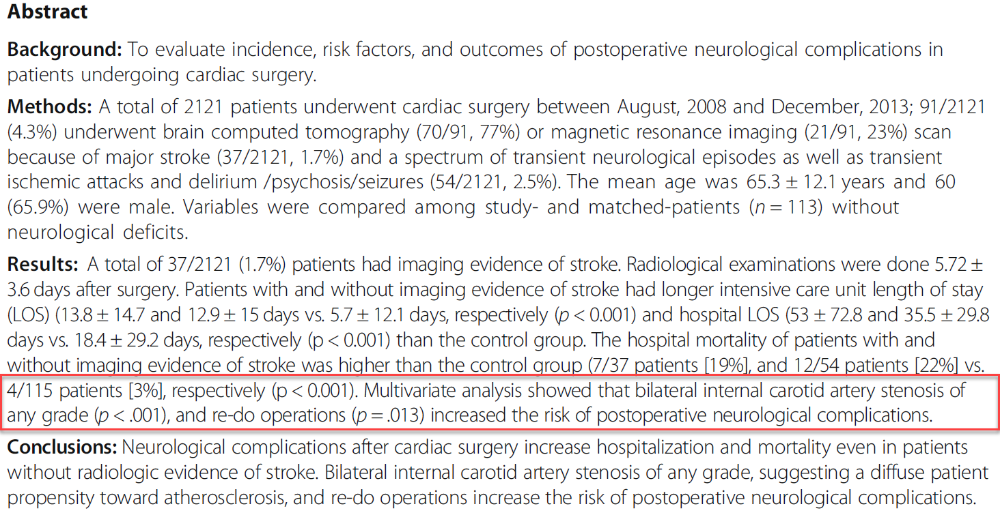 Abstract
Background: To evaluate incidence, risk factors, and outcomes of postoperative neurological complications in
patients undergoing cardiac surgery.
Methods: A total of 2121 patients underwent cardiac surgery between August, 2008 and December, 2013; 91/2121
(4.3%) underwent brain computed tomography (70/91, 77%) or magnetic resonance imaging (21/91, 23%) scan
because of major stroke (37/2121, 1.7%) and a spectrum of transient neurological episodes as well as transient
ischemic attacks and delirium /psychosis/seizures (54/2121, 2.5%). The mean age was 65.3 ± 12.1 years and 60
(65.9%) were male. Variables were compared among study- and matched-patients (n = 113) without
neurological deficits.
Results: A total of 37/2121 (1.7%) patients had imaging evidence of stroke. Radiological examinations were done 5.72 ±
3.6 days after surgery. Patients with and without imaging evidence of stroke had longer intensive care unit length of stay
(LOS) (13.8 ± 14.7 and 12.9 ± 15 days vs. 5.7 ± 12.1 days, respectively (p < 0.001) and hospital LOS (53 ± 72.8 and 35.5 ± 29.8
days vs. 18.4 ± 29.2 days, respectively (p < 0.001) than the control group. The hospital mortality of patients with and
without imaging evidence of stroke was higher than the control group (7/37 patients [19%], and 12/54 patients [22%] vs.
4/115 patients [3%], respectively (p < 0.001). Multivariate analysis showed that bilateral internal carotid artery stenosis of
any grade (p < .001), and re-do operations (p = .013) increased the risk of postoperative neurological complications.
Conclusions: Neurological complications after cardiac surgery increase hospitalization and mortality even in patients
without radiologic evidence of stroke. Bilateral internal carotid artery stenosis of any grade, suggesting a diffuse patient
propensity toward atherosclerosis, and re-do operations increase the risk of postoperative neurological complications.